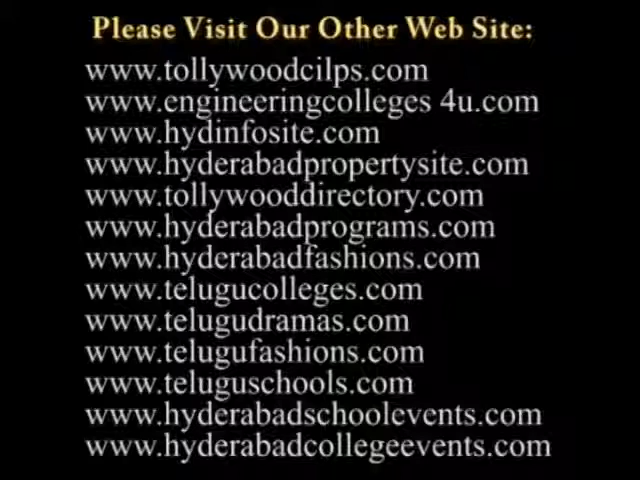 Please Visit Our Other Web Site:
www.tollywoodcilps.com
www.engineeringcolleges 4u.com
www.hydinfosite.com
www.hyderabadpropertysite.com
www.tollywooddirectory.com
www.hyderabadprograms.com
www.hyderabadfashions.com
www.telugucolleges.com
www.telugudramas.com
www.telugufashions.com
www.teluguschools.com
www.hyderabadschoolevents.com
www.hyderabadcollegeevents.com